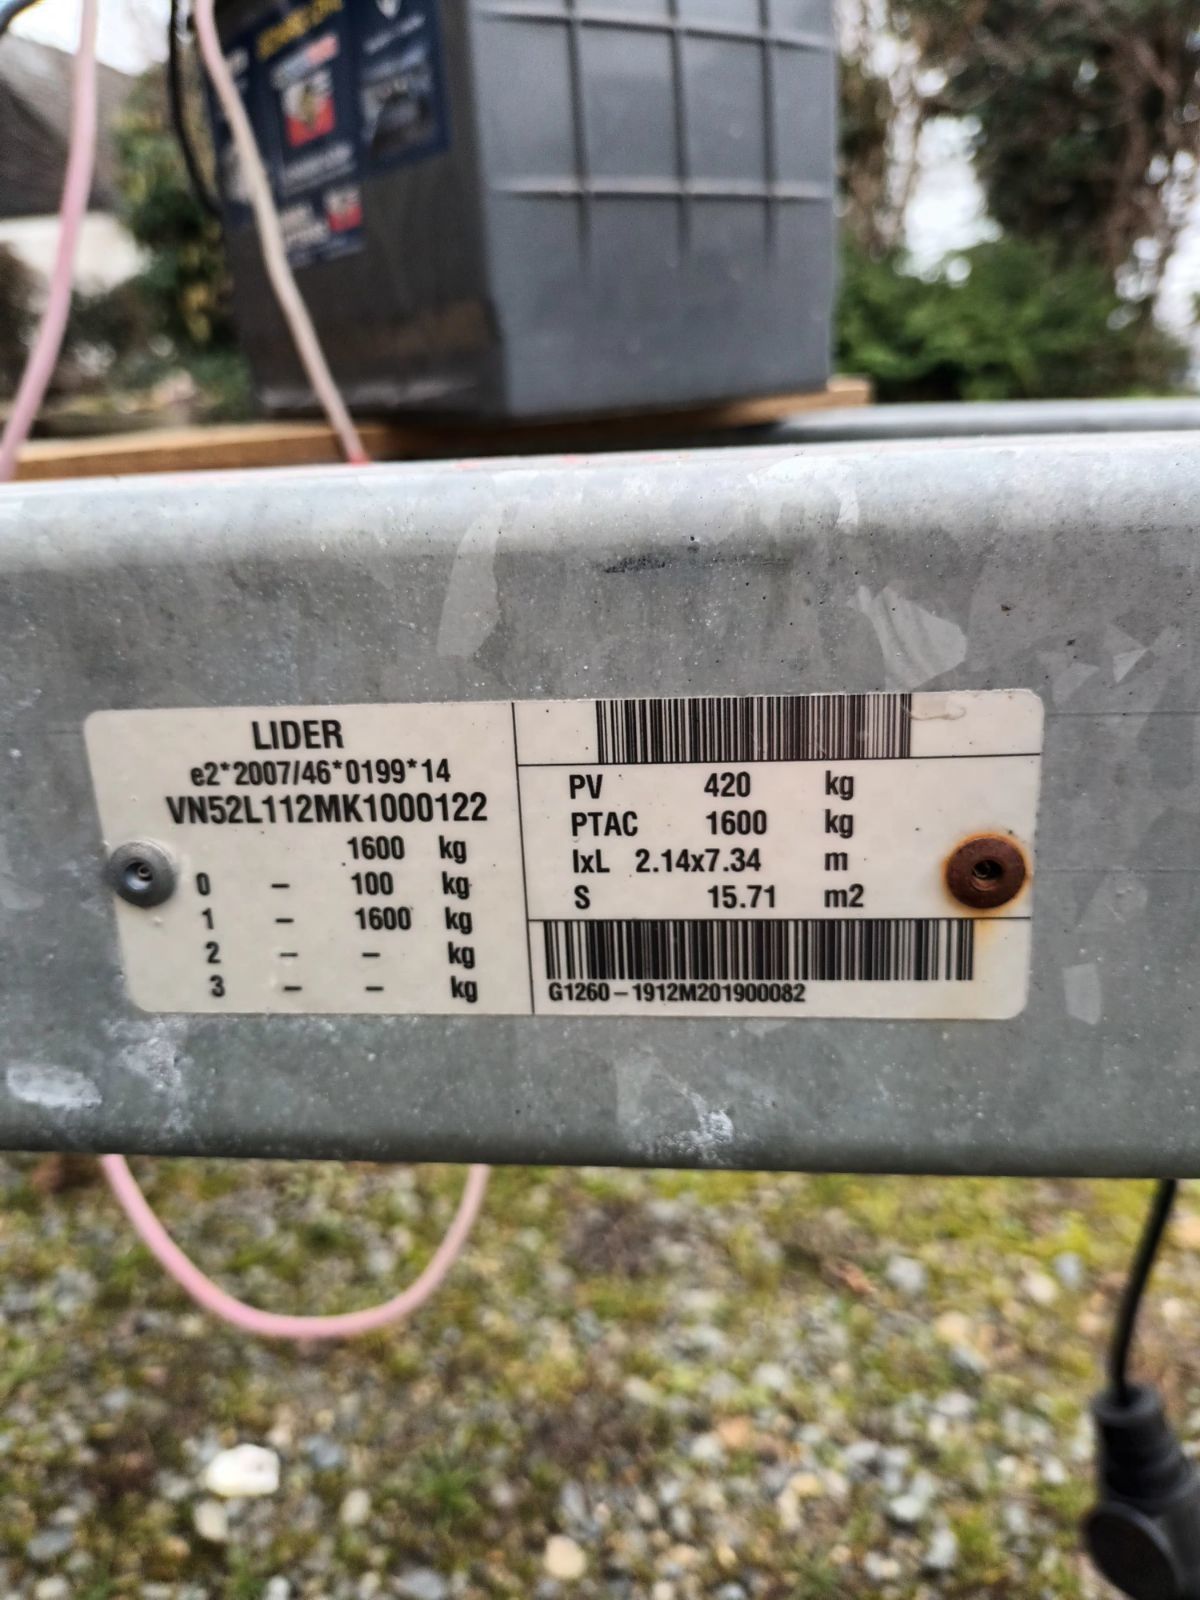 LIDER
e2*2007/46*0199*14
VN52L112MK1000122
1600 kg
0 – 100 kg
1 – 1600 kg
2 – – kg
3 – – kg
PV 420 kg
PTAC 1600 kg
lxL 2.14x7.34 m
S 15.71 m2
G1260–1912M201900082